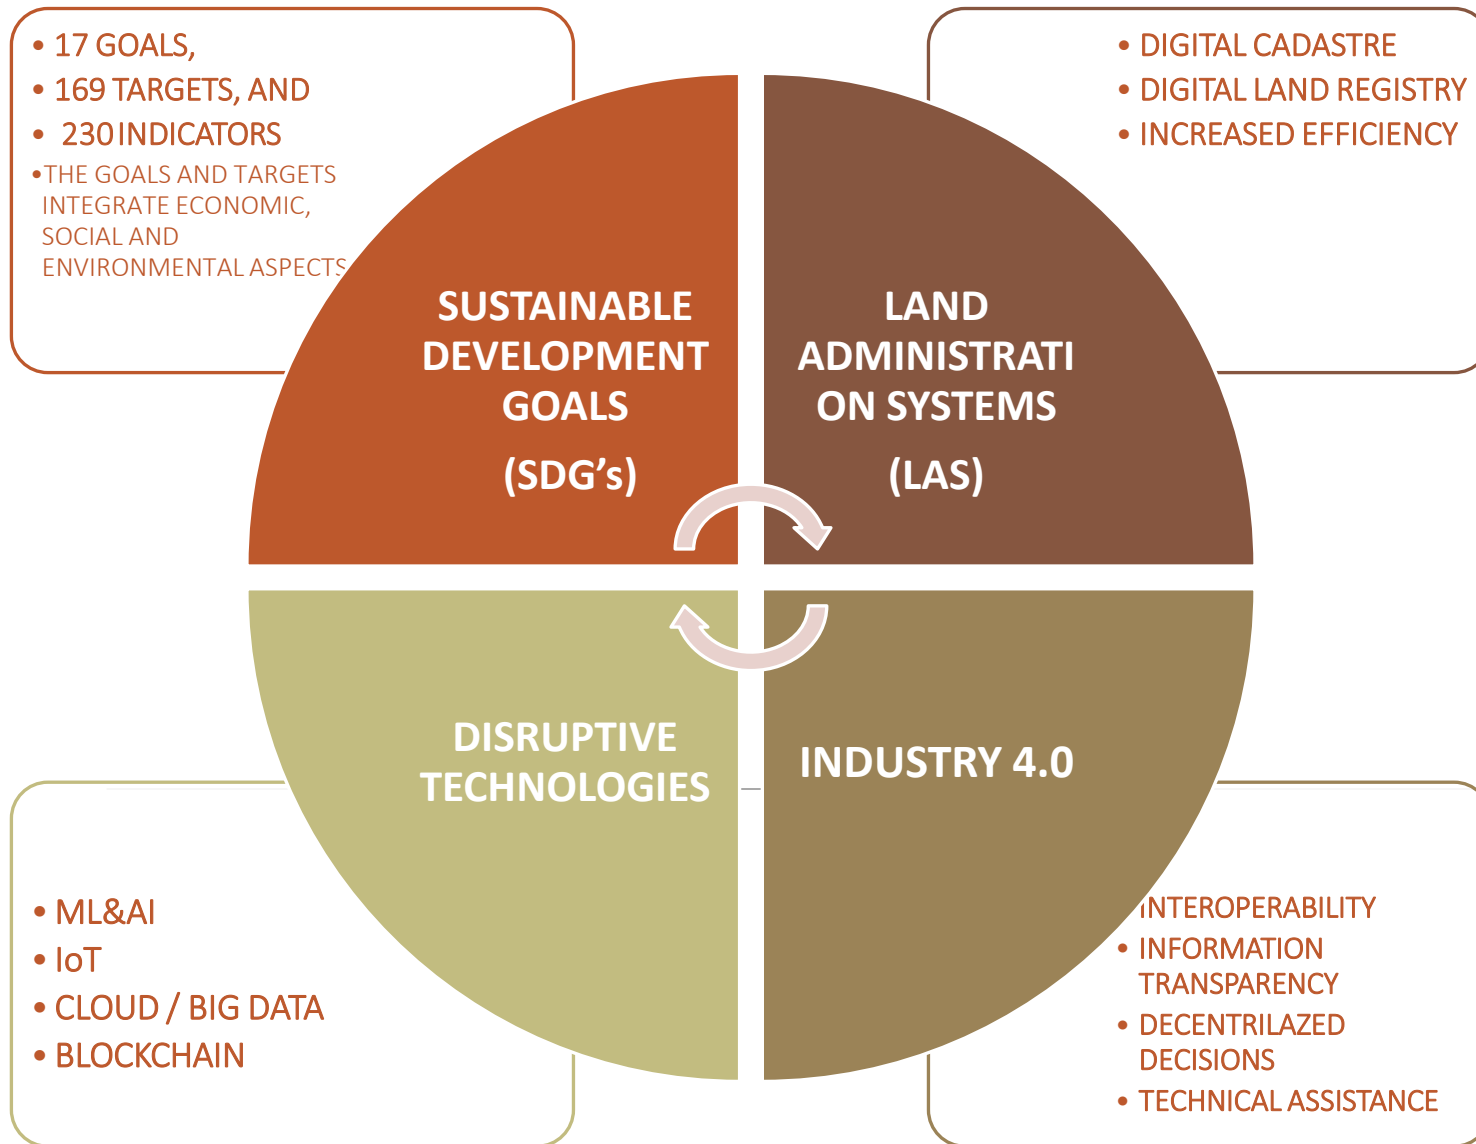 • 17 GOALS,
• 169 TARGETS, AND
• 230 INDICATORS
• THE GOALS AND TARGETS
INTEGRATE ECONOMIC,
SOCIAL AND
ENVIRONMENTAL ASPECTS
• DIGITAL CADASTRE
• DIGITAL LAND REGISTRY
• INCREASED EFFICIENCY
SUSTAINABLE
DEVELOPMENT
GOALS
(SDG's)
LAND
ADMINISTRATI
ON SYSTEMS
(LAS)
DISRUPTIVE
TECHNOLOGIES
INDUSTRY 4.0
• ML&AI
• IoT
• CLOUD / BIG DATA
• BLOCKCHAIN
INTEROPERABILITY
• INFORMATION
TRANSPARENCY
• DECENTRILAZED
DECISIONS
• TECHNICAL ASSISTANCE